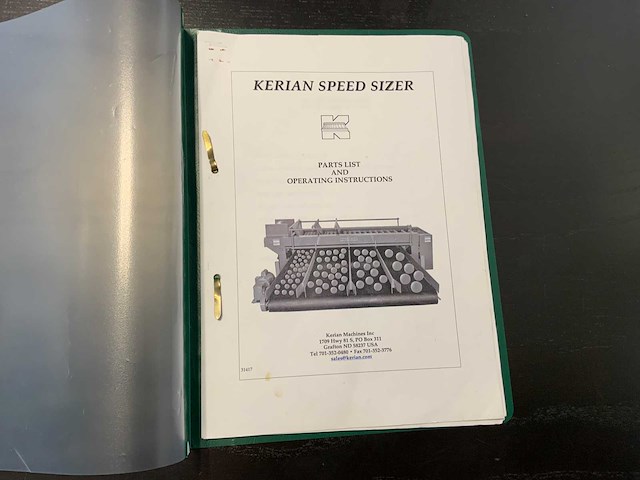 KERIAN SPEED SIZER
PARTS LIST
AND
OPERATING INSTRUCTIONS
Kerian Machines Inc
1709 Hwy 81 S, PO Box 311
Grafton ND 58237 USA
Tel 701-352-0480 • Fax 701-352-3776
sales@kerian.com